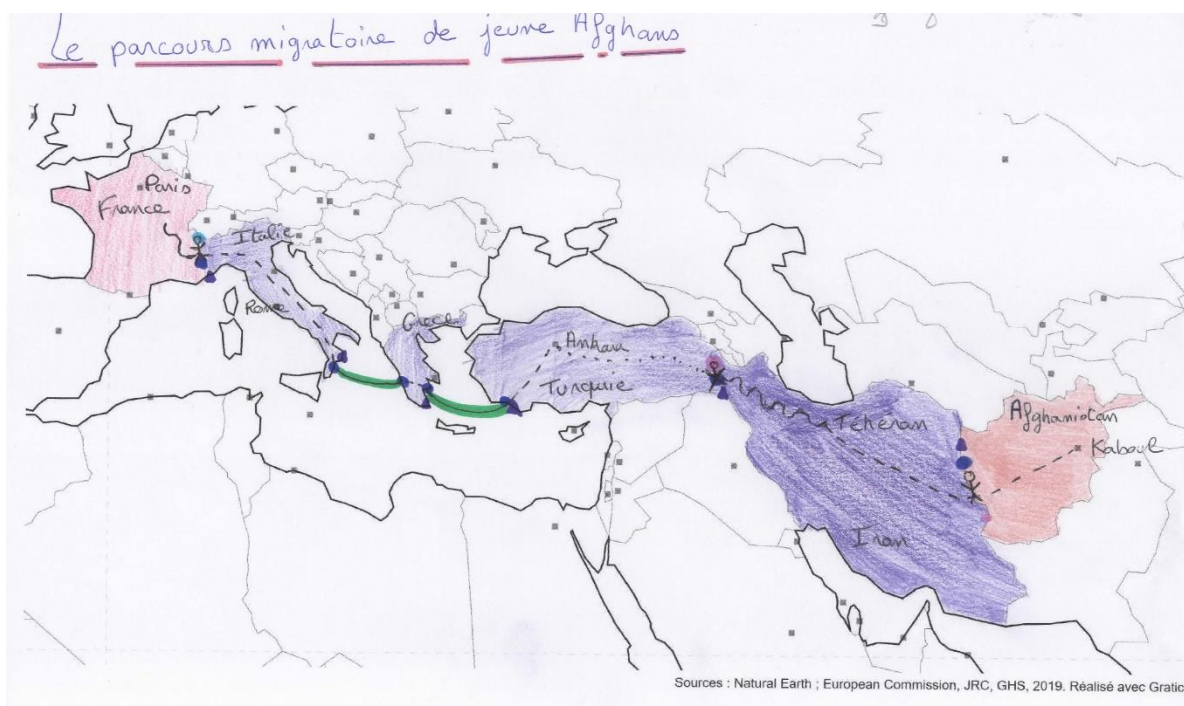 Le parcours migratoire de jeune Afghans
Paris
France
Italie
Rome
Grece
Ankara
Turquie
Téhéran
Iran
Afghanistan
Kaboul
Sources : Natural Earth ; European Commission, JRC, GHS, 2019. Réalisé avec Gratic